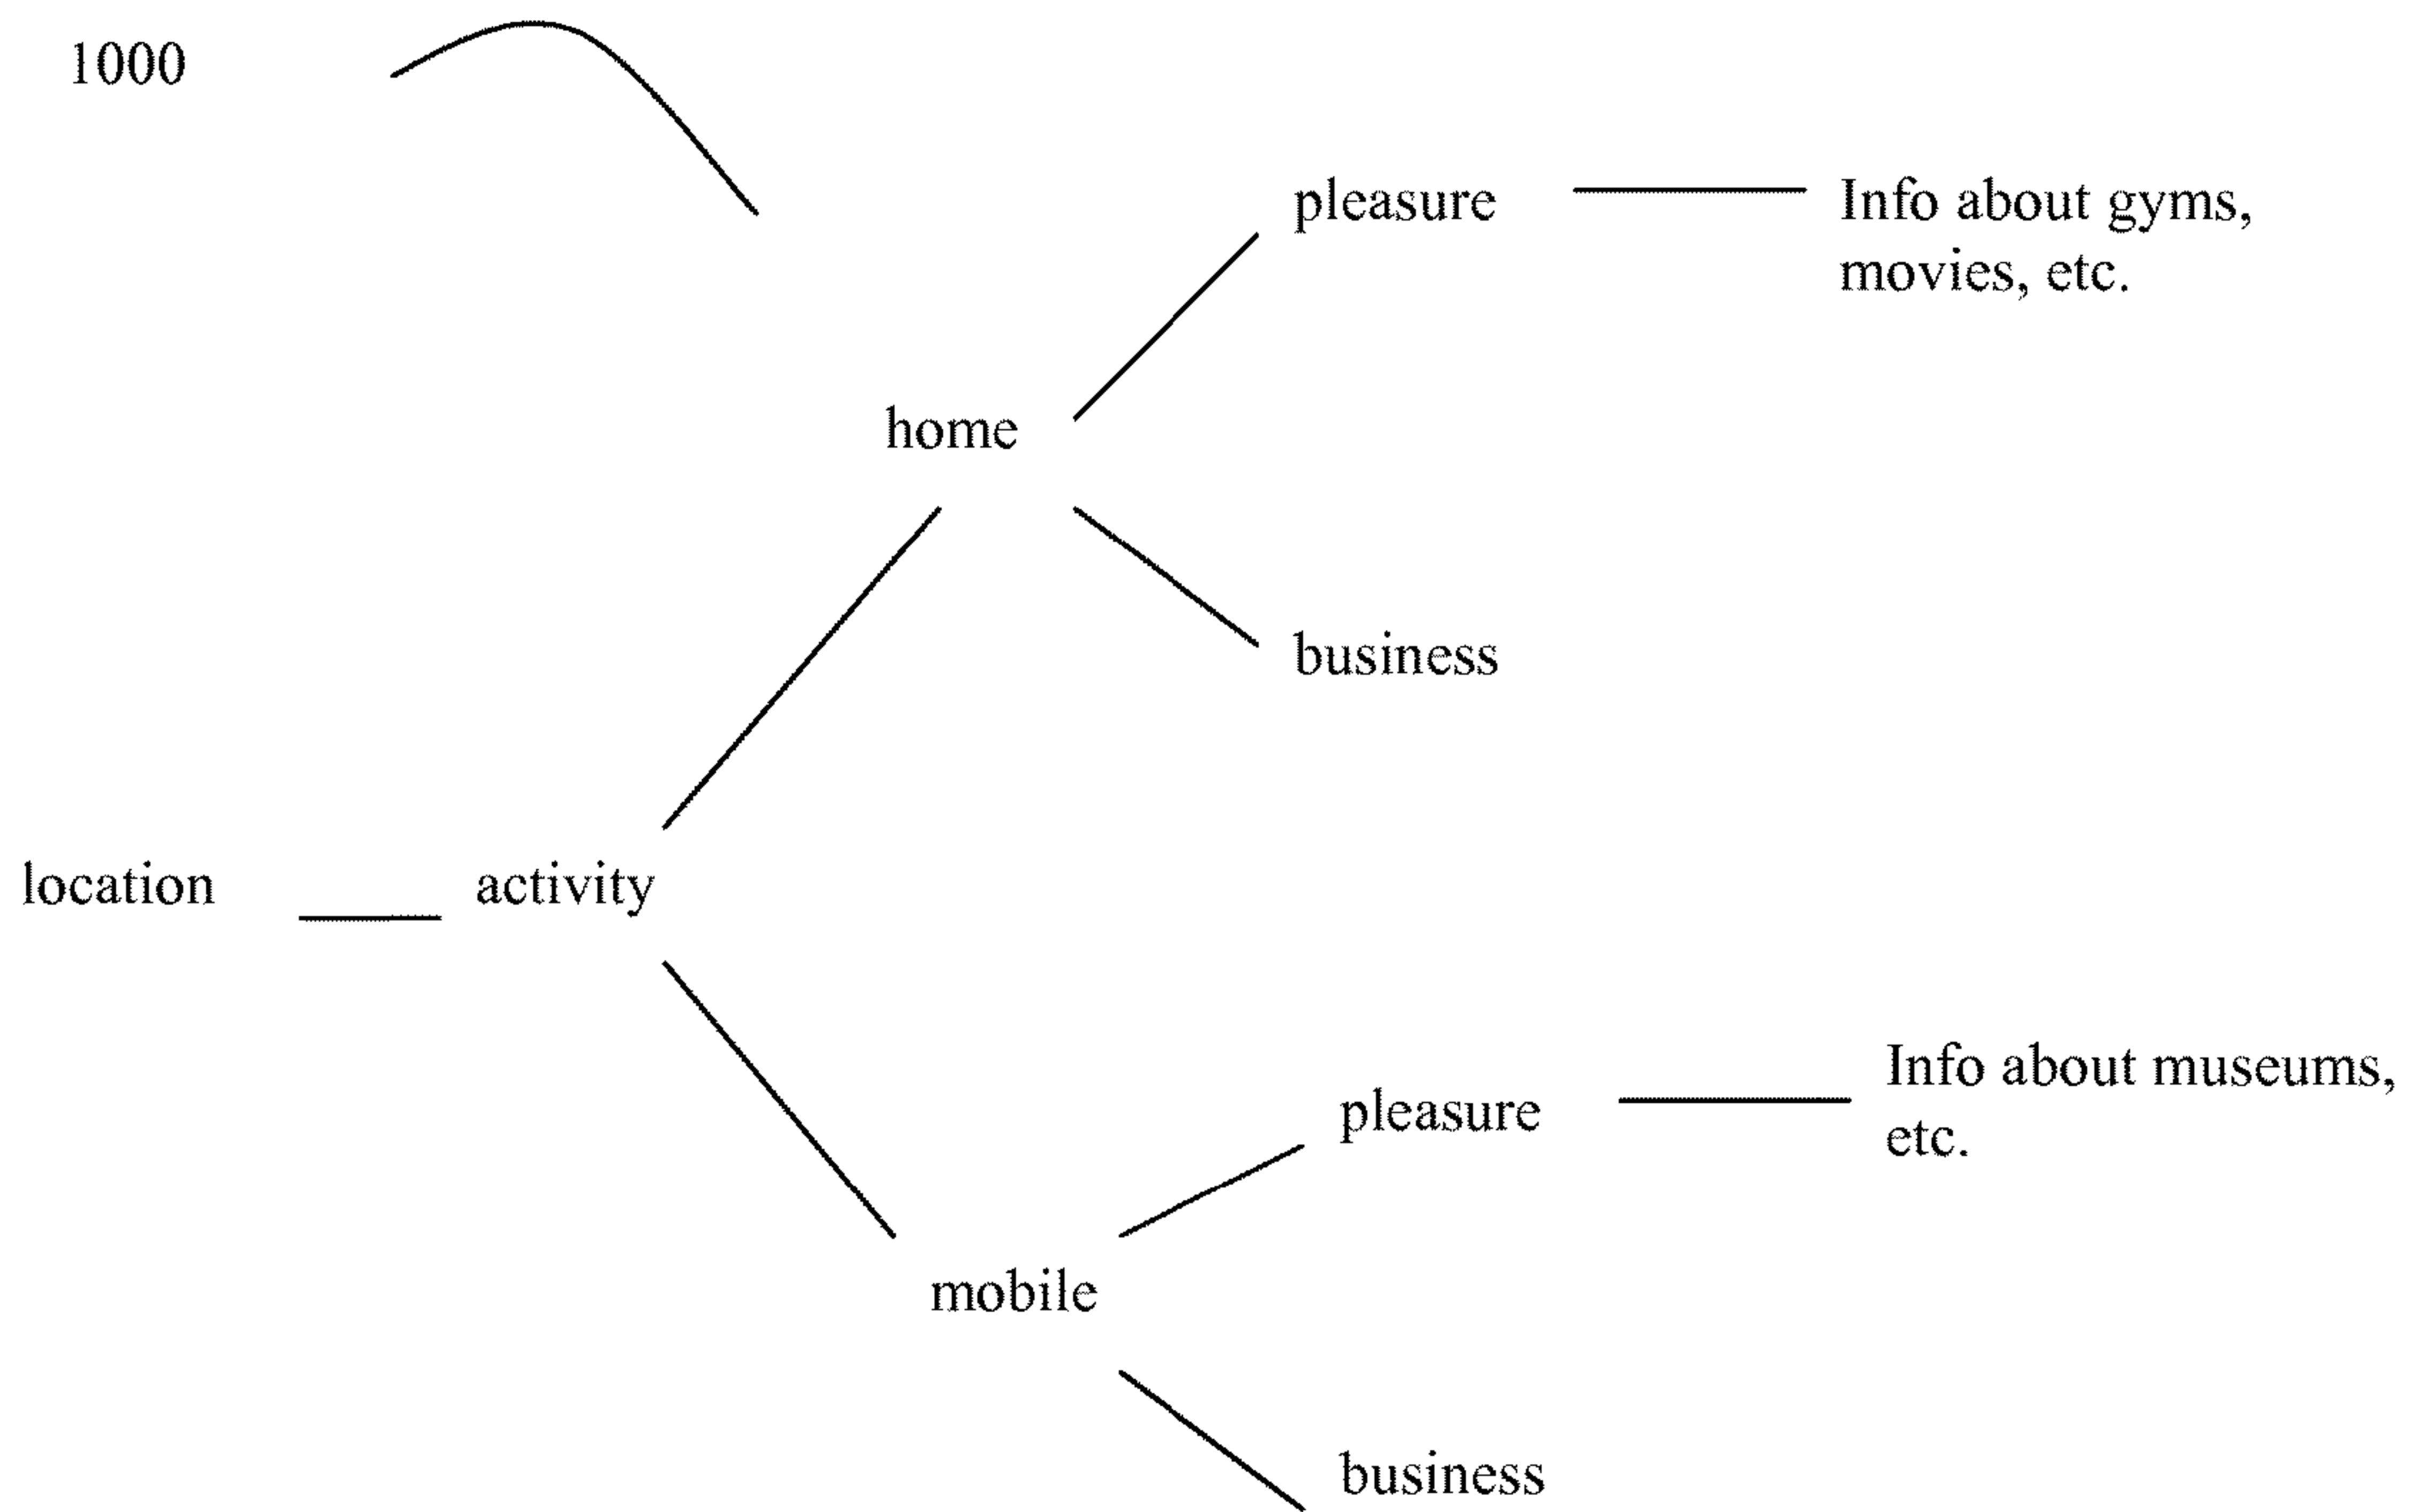 1000
pleasure
Info about gyms,
movies, etc.
home
business
location
activity
pleasure
Info about museums,
etc.
mobile
business